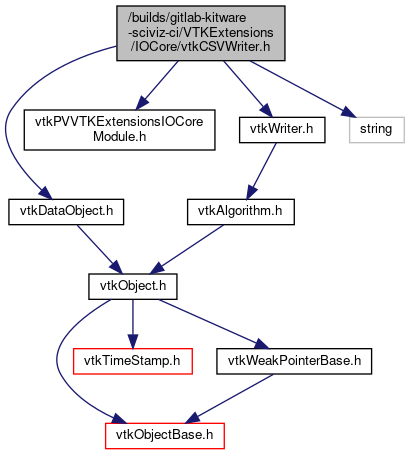 /builds/gitlab-kitware
-sciviz-ci/VTKExtensions
/IOCore/vtkCSVWriter.h
vtkPVVTKExtensionsIOCore
Module.h
vtkWriter.h
string
vtkDataObject.h
vtkAlgorithm.h
vtkObject.h
vtkTimeStamp.h
vtkWeakPointerBase.h
vtkObjectBase.h